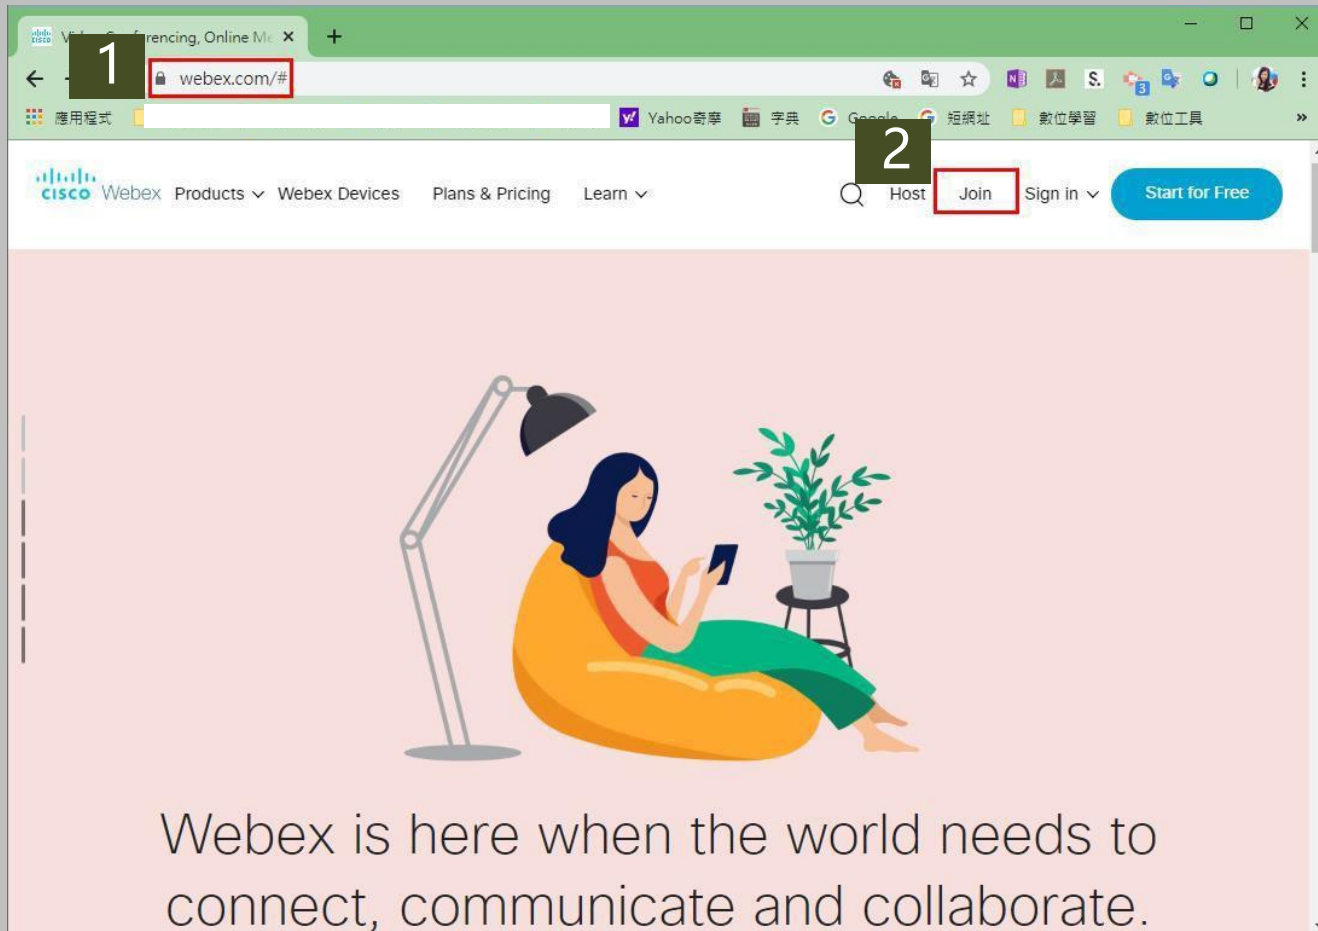 rencing, Online Me
1
webex.com/#
應用程式
Yahoo奇摩 字典 Google 短網址 數位學習 數位工具
N S. 3
2
CISCO Webex Products Webex Devices Plans & Pricing Learn Host Join Sign in Start for Free
Webex is here when the world needs to
connect, communicate and collaborate.